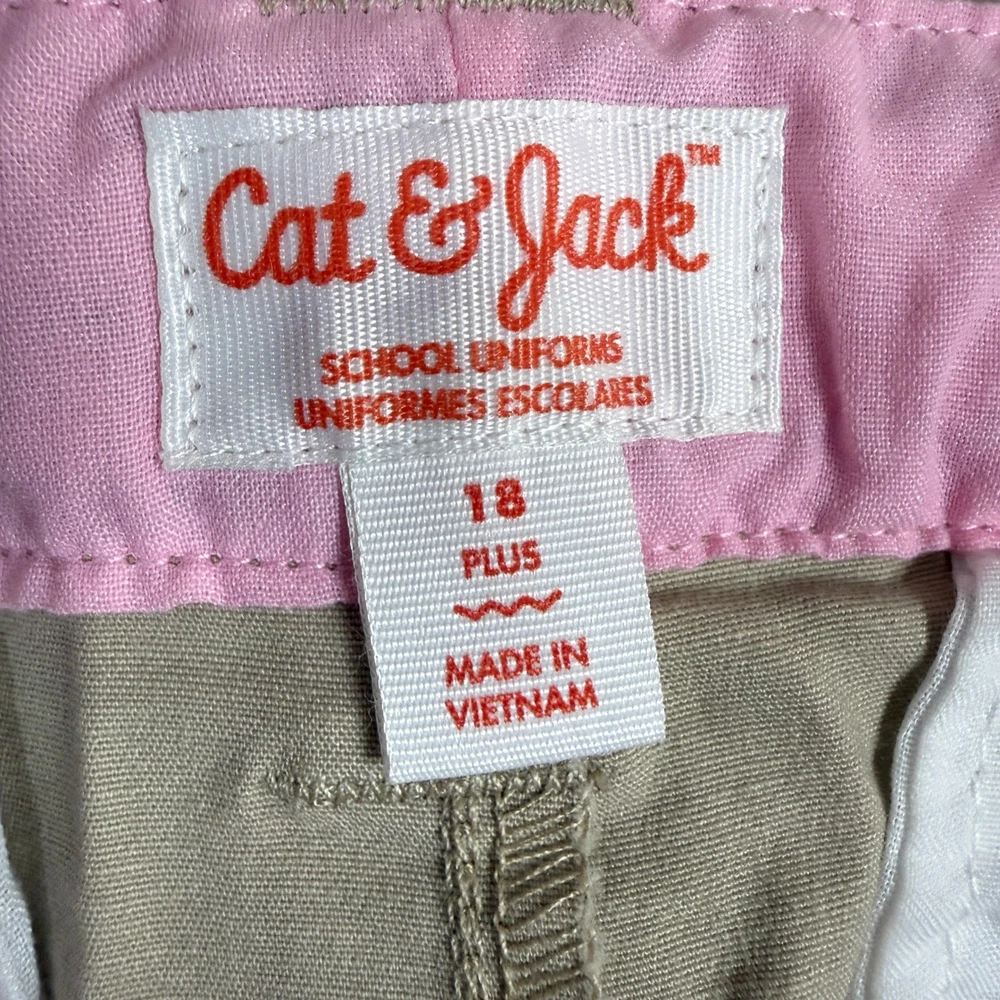 Cat & Jack™
SCHOOL UNIFORMS
UNIFORMES ESCOLARES
18
PLUS
MADE IN
VIETNAM